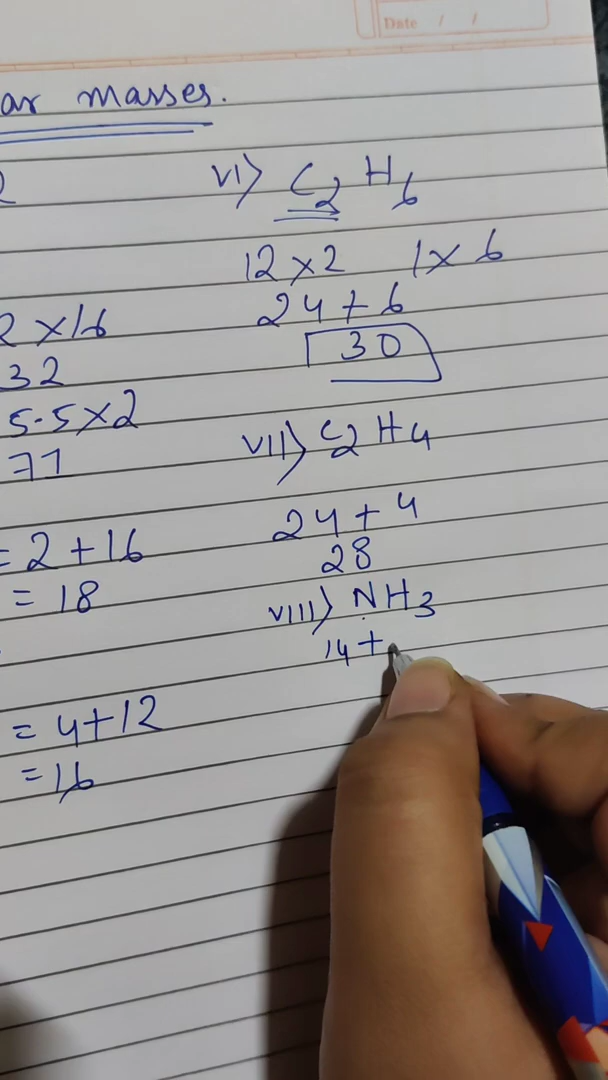 Date / /
ar masses.
2
2 × 16
32
5.5 × 2
71
= 2 + 16
= 18
= 4 + 12
= 16
VI) C2 H6
12 × 2 1 × 6
24 + 6
30
VII) C2 H4
24 + 4
28
VIII) NH3
14 +